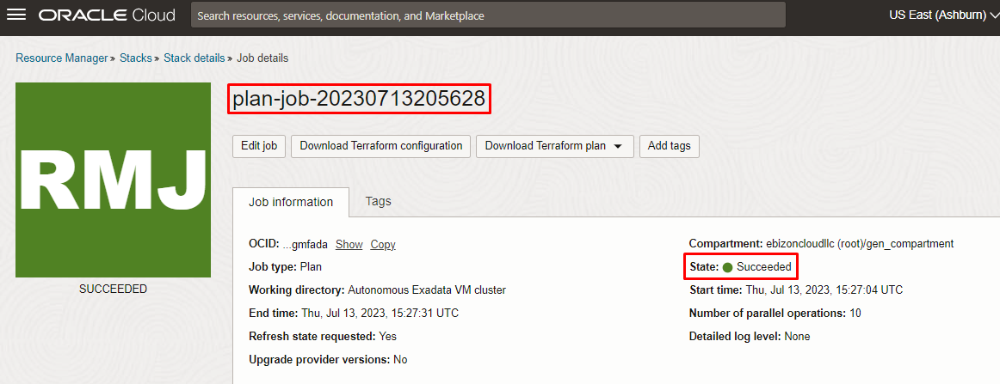 ORACLE Cloud
Search resources, services, documentation, and Marketplace
US East (Ashburn)
Resource Manager » Stacks » Stack details » Job details
RMJ
SUCCEEDED
plan-job-20230713205628
Edit job
Download Terraform configuration
Download Terraform plan
Add tags
Job information
Tags
OCID: ...gmfada Show Copy
Job type: Plan
Working directory: Autonomous Exadata VM cluster
End time: Thu, Jul 13, 2023, 15:27:31 UTC
Refresh state requested: Yes
Upgrade provider versions: No
Compartment: ebizoncloudllc (root)/gen_compartment
State: Succeeded
Start time: Thu, Jul 13, 2023, 15:27:04 UTC
Number of parallel operations: 10
Detailed log level: None